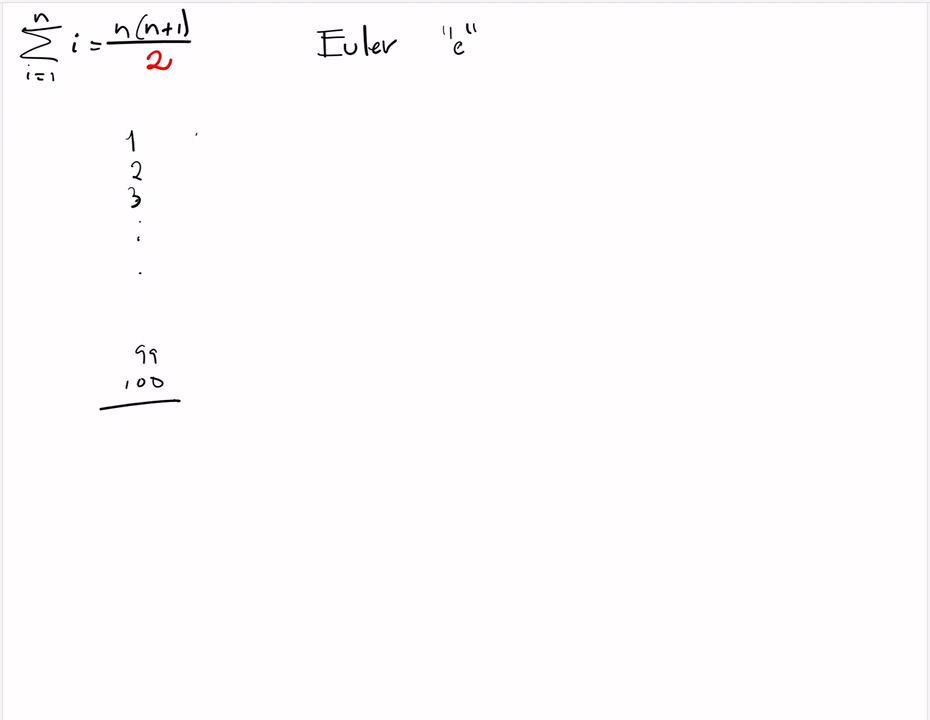 n
∑ i = n(n+1)/2
i=1
Euler "e"
1
2
3
.
.
.
99
100